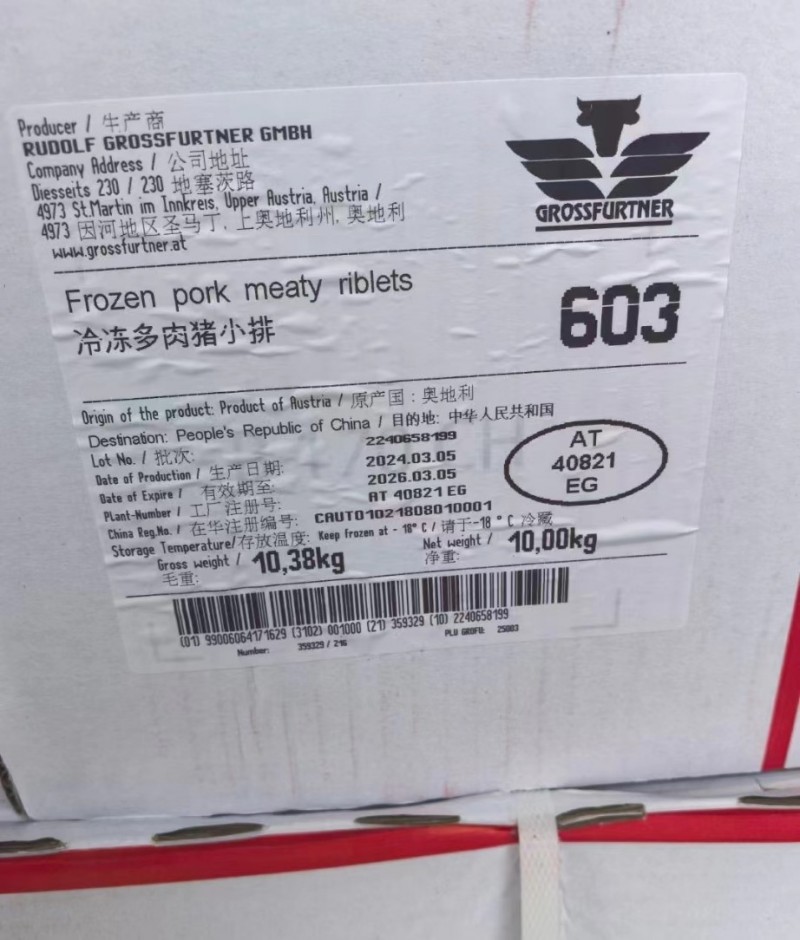 Producer / 生产商
RUDOLF GROSSFURTNER GMBH
Company Address / 公司地址
Diesseits 230 / 230 地塞茨路
4973 St.Martin im Innkreis, Upper Austria, Austria /
4973 因河地区圣马丁, 上奥地利州, 奥地利
www.grossfurtner.at
GROSSFURTNER
Frozen pork meaty riblets
冷冻多肉猪小排
603
Origin of the product: Product of Austria / 原产国：奥地利
Destination: People's Republic of China / 目的地: 中华人民共和国
Lot No. / 批次: 2240658199
Date of Production / 生产日期: 2024.03.05
Date of Expire / 有效期至: 2026.03.05
Plant-Number / 工厂注册号: AT 40821 EG
China Reg.No. / 在华注册编号: CAUT01021808010001
Storage Temperature/存放温度: Keep frozen at - 18° C / 请于-18 ° C 冷藏
AT
40821
EG
Gross weight / 10,38kg
毛重:
Net weight / 10,00kg
净重:
(01) 99006064171629 (3102) 001000 (21) 359329 (10) 2240658199
Number: 359329 / 216
PLU GROFU: 25003